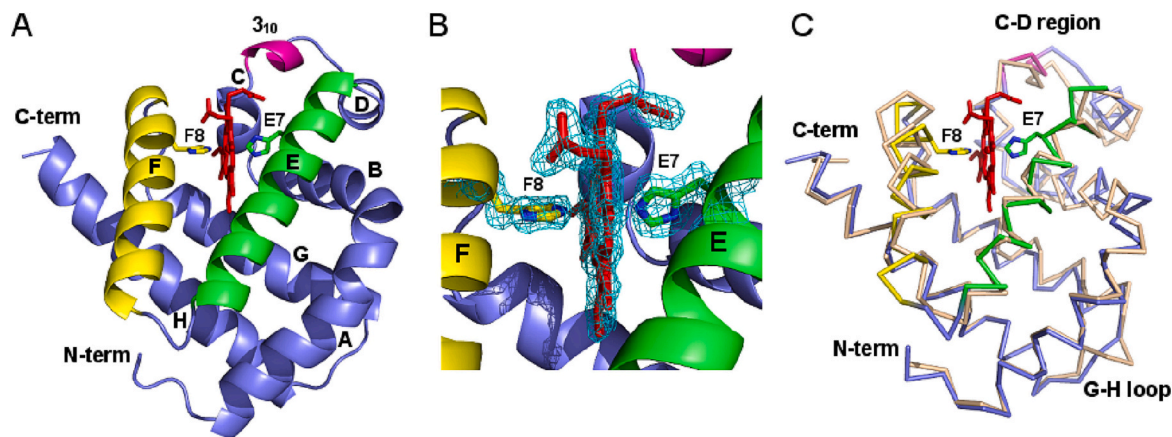 A
3₁₀
C
D
C-term
F8
E7
F
E
B
G
H
A
N-term
B
E7
F8
F
E
C
C-D region
E7
F8
C-term
N-term
G-H loop